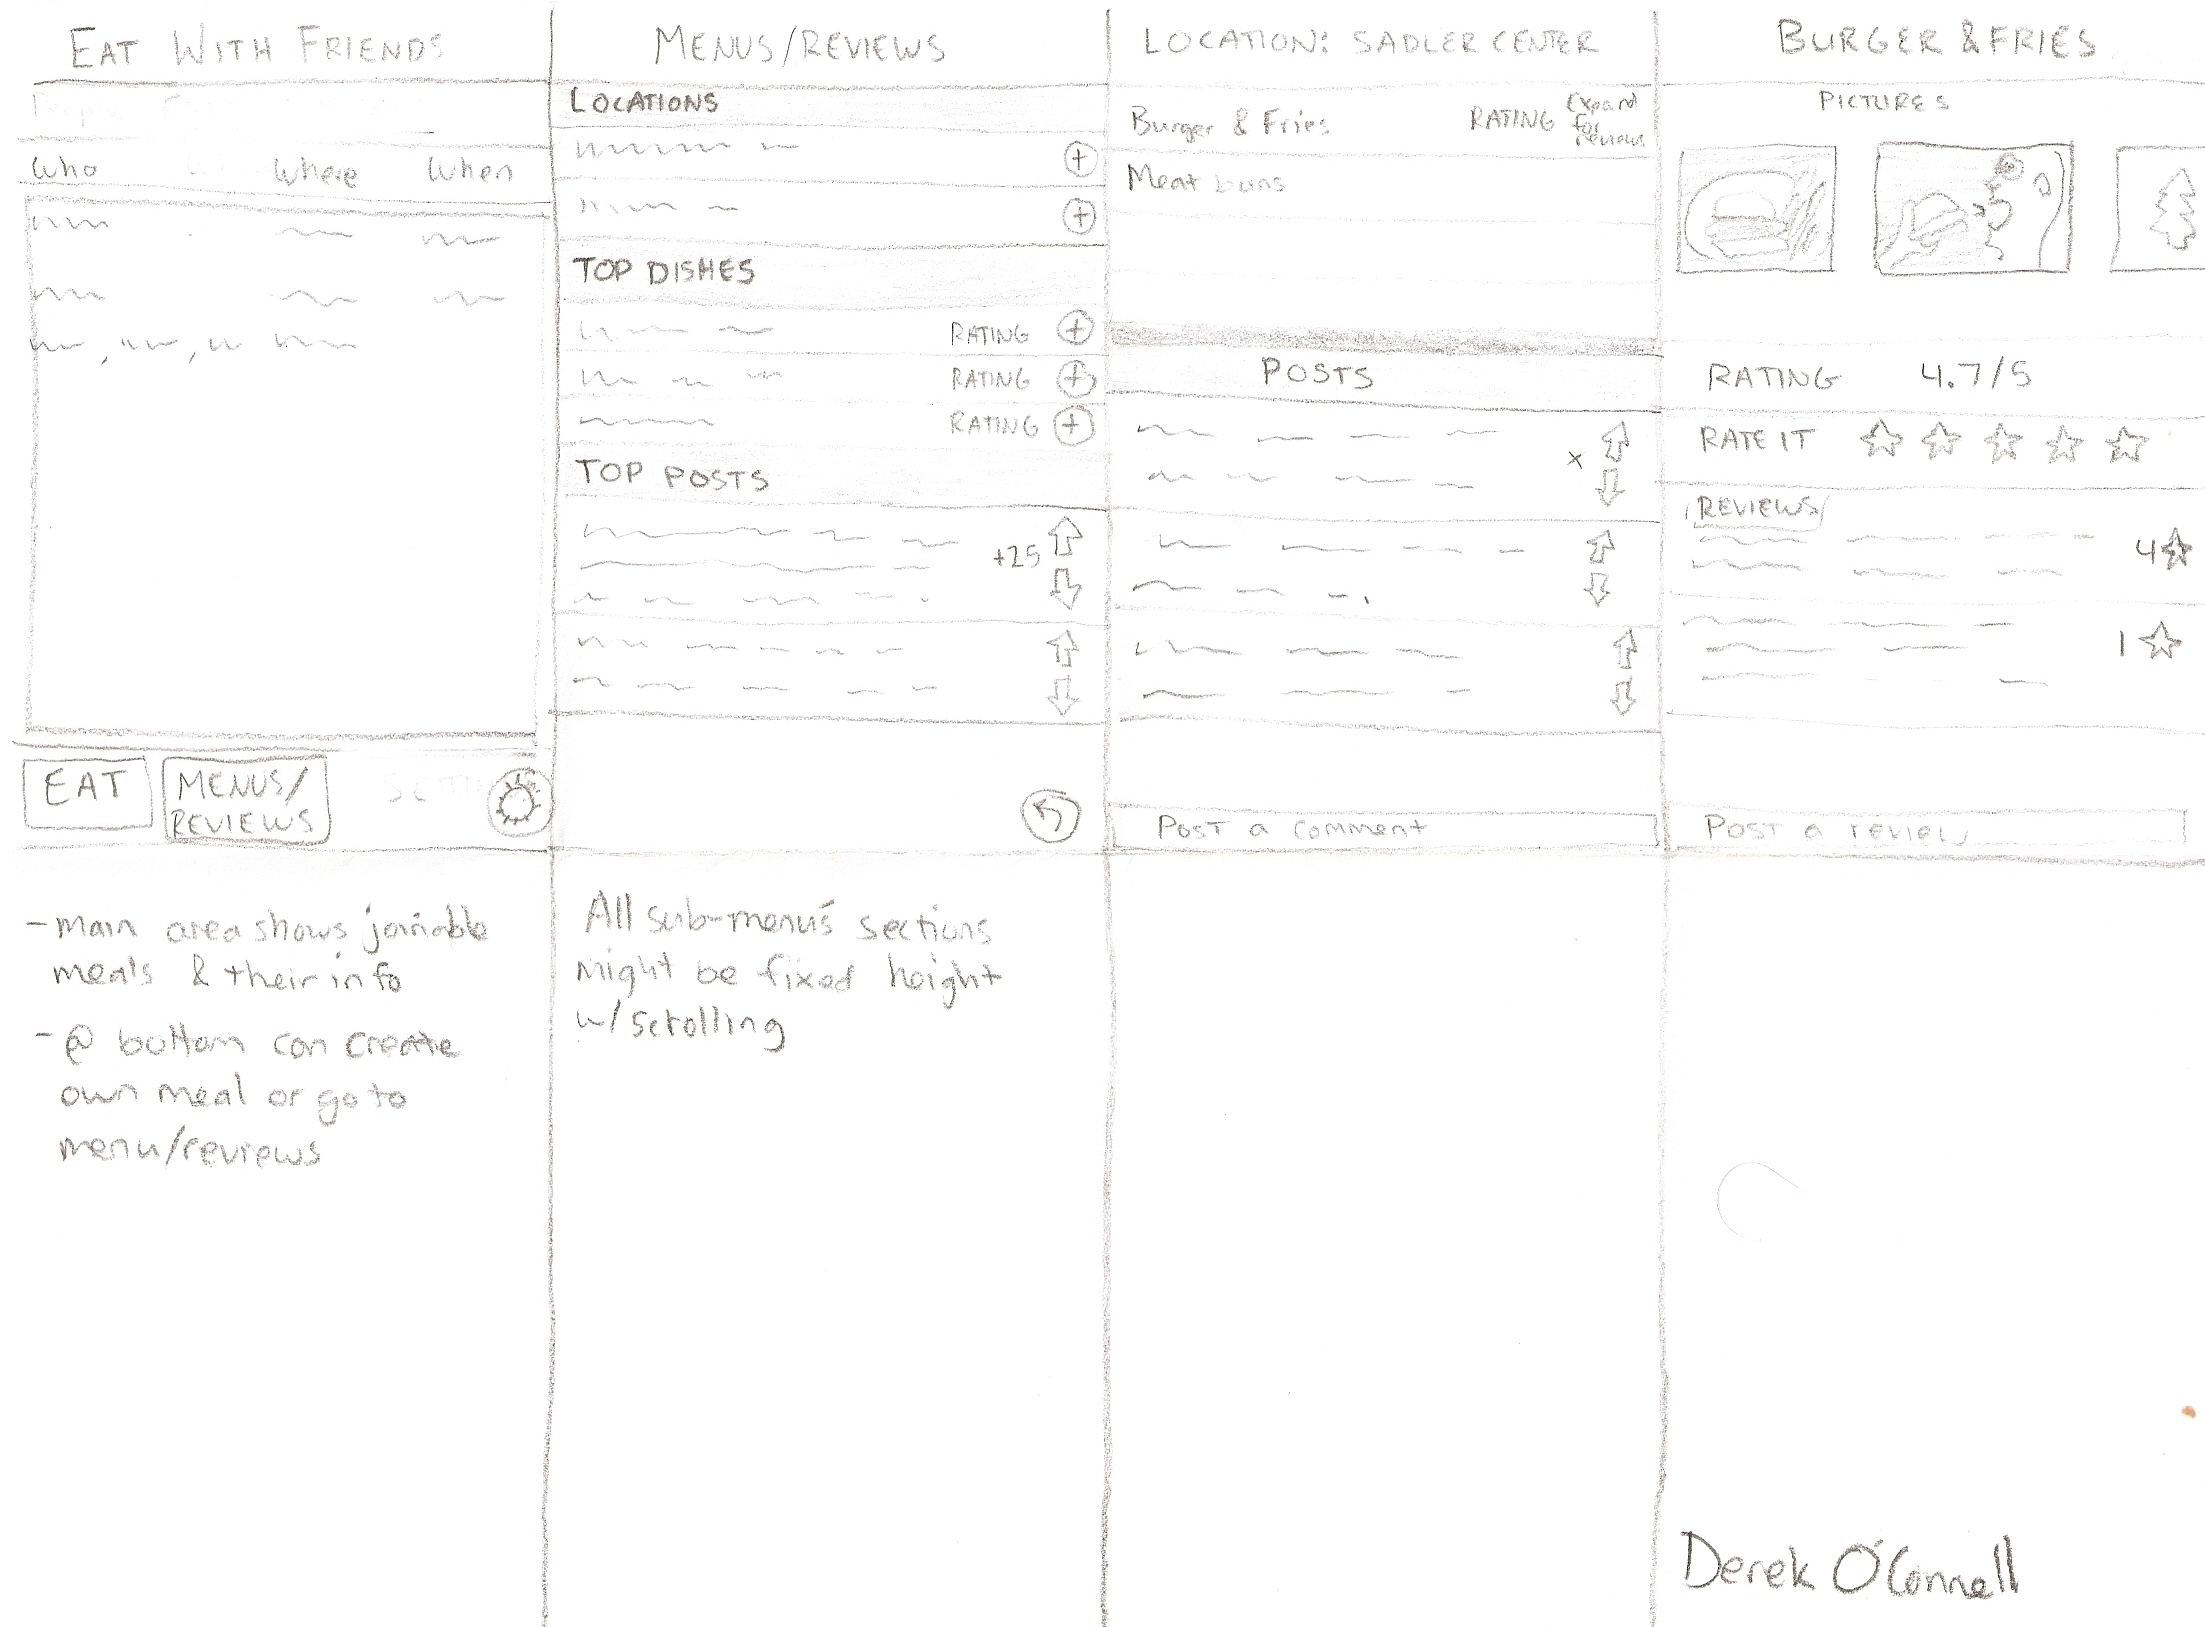 EAT WITH FRIENDS
Who Where When
EAT
MENUS/
REVIEWS
- main area shows joinable
meals & their info
- @ bottom can create
own meal or go to
menu/reviews
MENUS/REVIEWS
LOCATIONS
TOP DISHES
RATING
RATING
RATING
TOP POSTS
+25
All sub-menu's sections
might be fixed height
w/ scrolling
LOCATION: SADLER CENTER
Burger & Fries RATING Expand
for
reviews
Meat buns
POSTS
x
Post a comment
BURGER & FRIES
PICTURES
RATING 4.7/5
RATE IT
REVIEWS
4
1
Post a review
Derek O'Connell